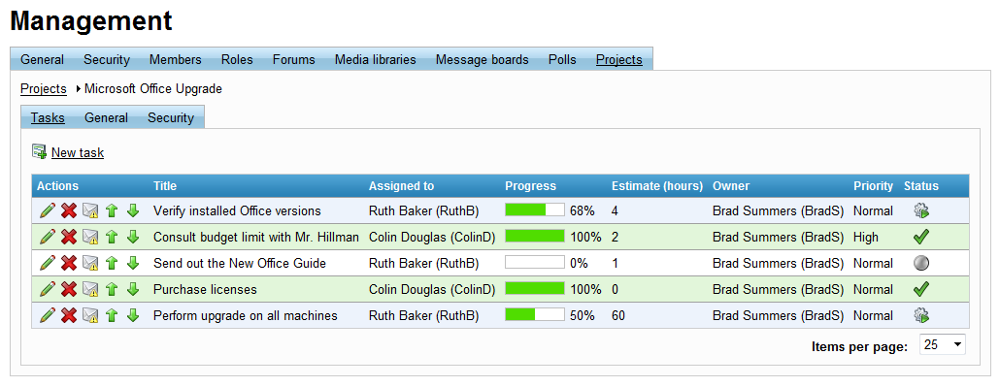 Management
General Security Members Roles Forums Media libraries Message boards Polls Projects
Projects Microsoft Office Upgrade
Tasks General Security
New task
Actions Title Assigned to Progress Estimate (hours) Owner Priority Status
Verify installed Office versions Ruth Baker (RuthB) 68% 4 Brad Summers (BradS) Normal
Consult budget limit with Mr. Hillman Colin Douglas (ColinD) 100% 2 Brad Summers (BradS) High
Send out the New Office Guide Ruth Baker (RuthB) 0% 1 Brad Summers (BradS) Normal
Purchase licenses Colin Douglas (ColinD) 100% 0 Brad Summers (BradS) Normal
Perform upgrade on all machines Ruth Baker (RuthB) 50% 60 Brad Summers (BradS) Normal
Items per page: 25